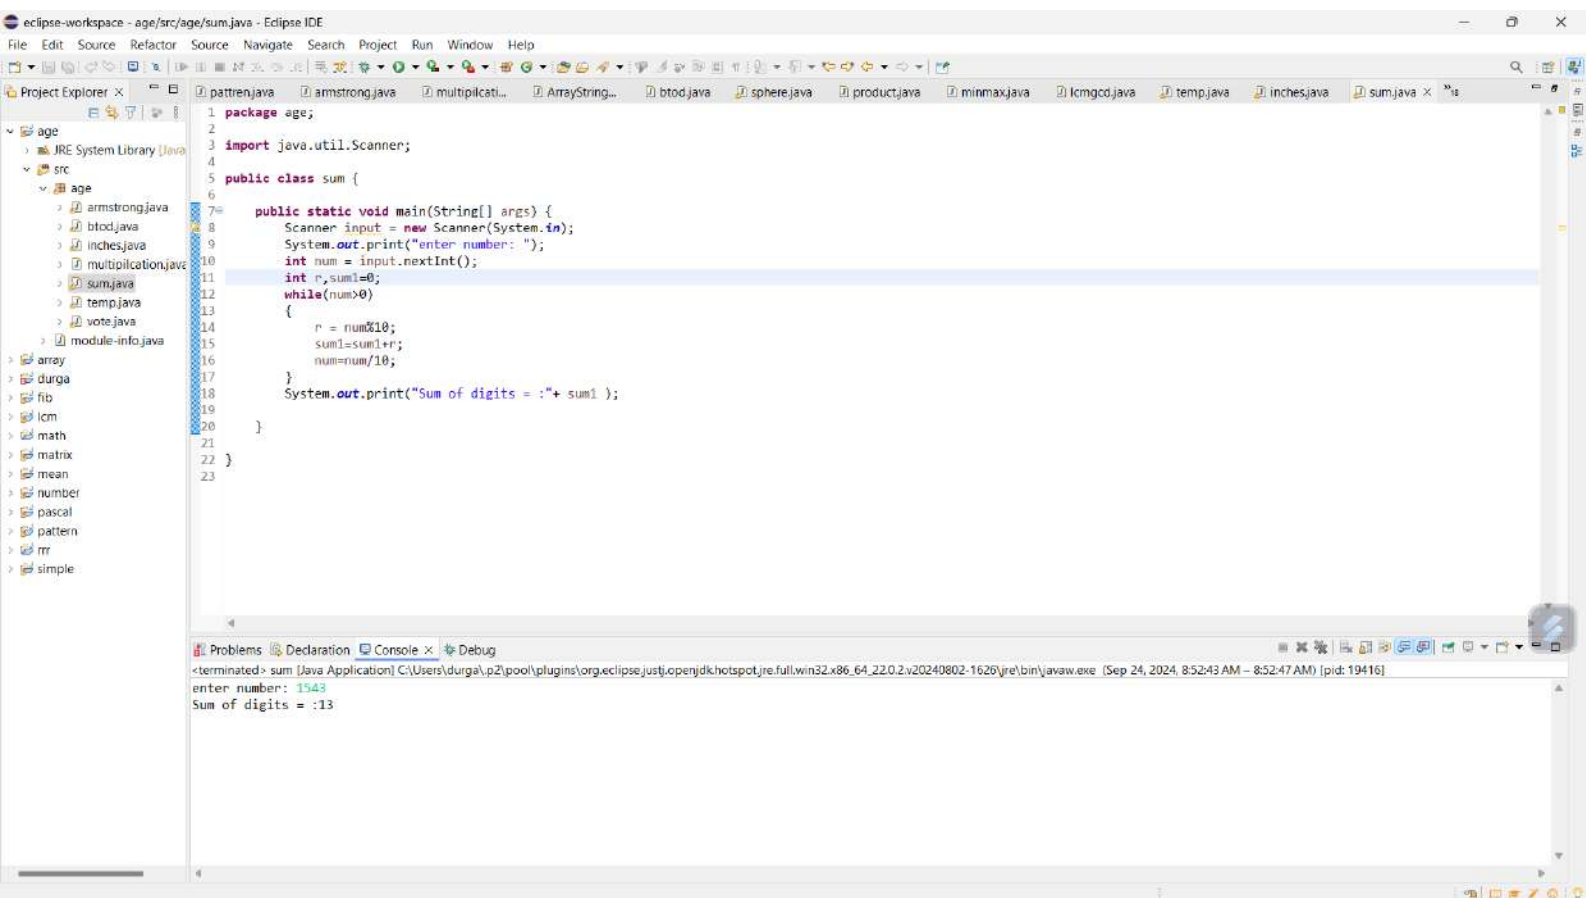 eclipse-workspace - age/src/age/sum.java - Eclipse IDE
File Edit Source Refactor Source Navigate Search Project Run Window Help
Project Explorer
pattren.java armstrong.java multipilcati... ArrayString... btod.java sphere.java product.java minmax.java lcmgcd.java temp.java inches.java sum.java
age
JRE System Library [Java
src
age
armstrong.java
btod.java
inches.java
multipilcation.java
sum.java
temp.java
vote.java
module-info.java
array
durga
fib
lcm
math
matrix
mean
number
pascal
pattern
rrr
simple
1 package age;
2
3 import java.util.Scanner;
4
5 public class sum {
6
7 public static void main(String[] args) {
8 Scanner input = new Scanner(System.in);
9 System.out.print("enter number: ");
10 int num = input.nextInt();
11 int r,sum1=0;
12 while(num>0)
13 {
14 r = num%10;
15 sum1=sum1+r;
16 num=num/10;
17 }
18 System.out.print("Sum of digits = :"+ sum1 );
19
20 }
21
22 }
23
Problems Declaration Console Debug
<terminated> sum [Java Application] C:\Users\durga\.p2\pool\plugins\org.eclipse.justj.openjdk.hotspot.jre.full.win32.x86_64_22.0.2.v20240802-1626\jre\bin\javaw.exe (Sep 24, 2024, 8:52:43 AM – 8:52:47 AM) [pid: 19416]
enter number: 1543
Sum of digits = :13